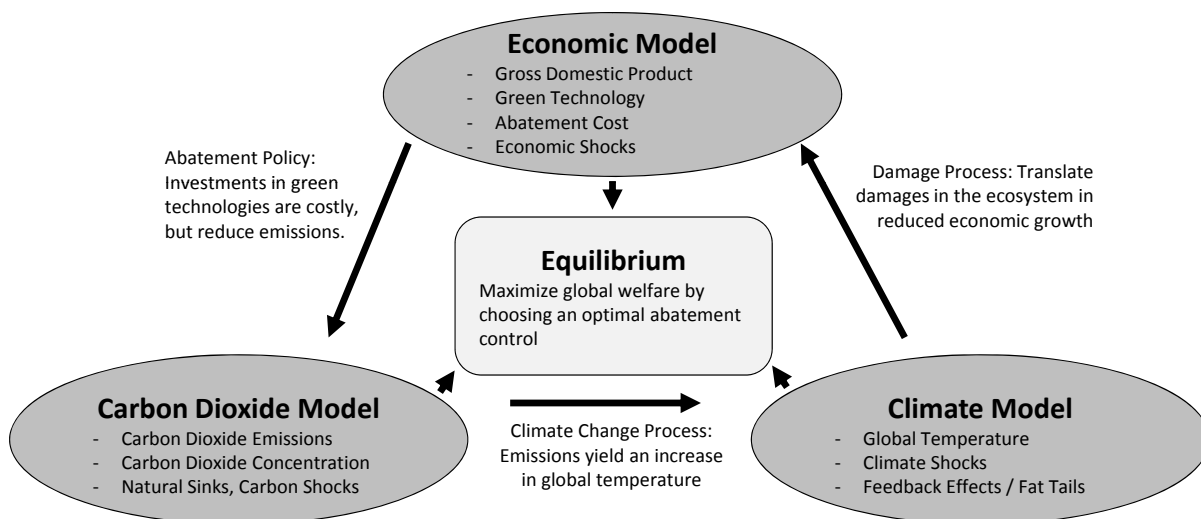 Economic Model
- Gross Domestic Product
- Green Technology
- Abatement Cost
- Economic Shocks
Abatement Policy:
Investments in green
technologies are costly,
but reduce emissions.
Damage Process: Translate
damages in the ecosystem in
reduced economic growth
Equilibrium
Maximize global welfare by
choosing an optimal abatement
control
Carbon Dioxide Model
- Carbon Dioxide Emissions
- Carbon Dioxide Concentration
- Natural Sinks, Carbon Shocks
Climate Change Process:
Emissions yield an increase
in global temperature
Climate Model
- Global Temperature
- Climate Shocks
- Feedback Effects / Fat Tails